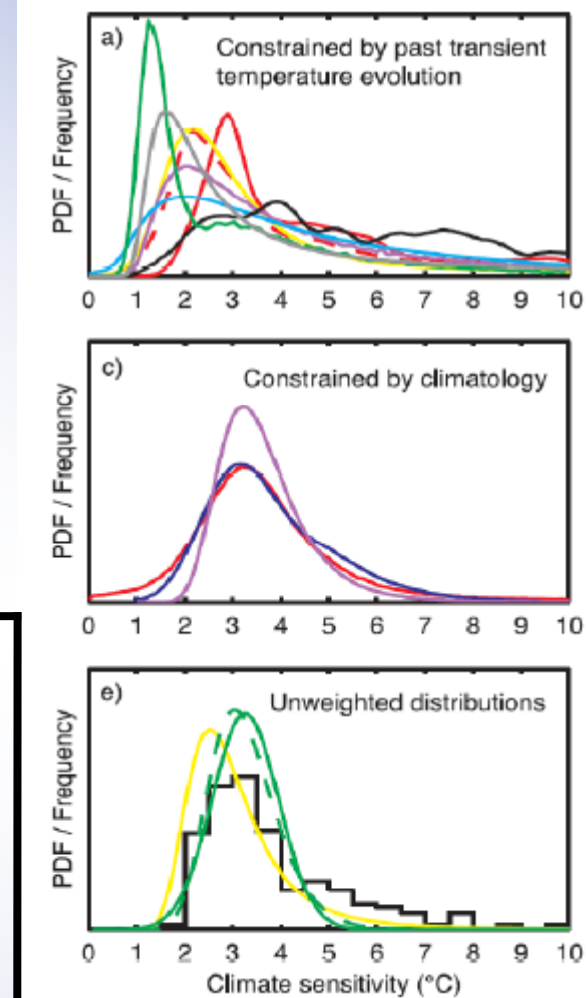 a)
Constrained by past transient
temperature evolution
PDF / Frequency
0 1 2 3 4 5 6 7 8 9 10
c)
Constrained by climatology
PDF / Frequency
0 1 2 3 4 5 6 7 8 9 10
e)
Unweighted distributions
PDF / Frequency
0 1 2 3 4 5 6 7 8 9 10
Climate sensitivity (°C)